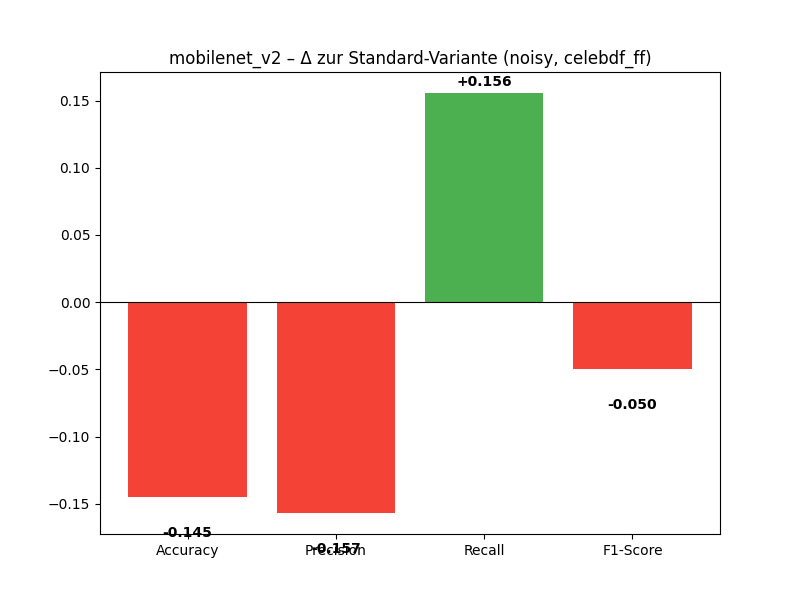 mobilenet_v2 – Δ zur Standard-Variante (noisy, celebdf_ff)
+0.156
0.15
0.10
0.05
0.00
−0.05
-0.050
−0.10
−0.15
-0.145
-0.157
Accuracy
Precision
Recall
F1-Score